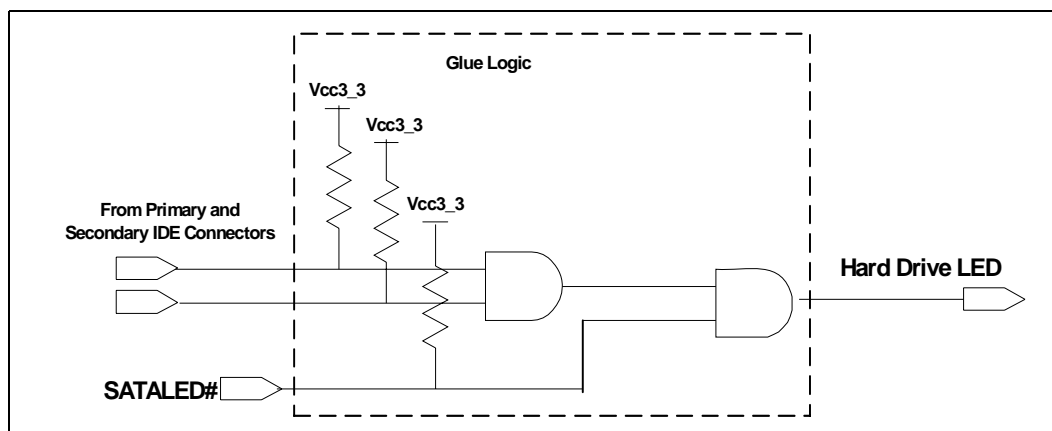 Glue Logic
Vcc3_3
Vcc3_3
Vcc3_3
From Primary and
Secondary IDE Connectors
Hard Drive LED
SATALED#